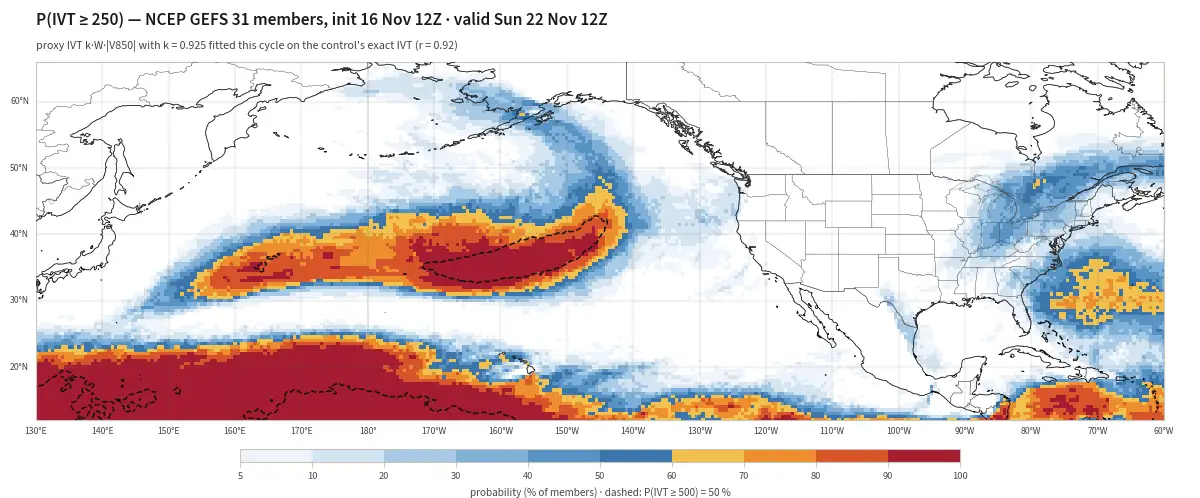 P(IVT ≥ 250) — NCEP GEFS 31 members, init 16 Nov 12Z · valid Sun 22 Nov 12Z
proxy IVT k·W·|V850| with k = 0.925 fitted this cycle on the control's exact IVT (r = 0.92)
60°N
50°N
40°N
30°N
20°N
130°E 140°E 150°E 160°E 170°E 180° 170°W 160°W 150°W 140°W 130°W 120°W 110°W 100°W 90°W 80°W 70°W 60°W
5 10 20 30 40 50 60 70 80 90 100
probability (% of members) · dashed: P(IVT ≥ 500) = 50 %